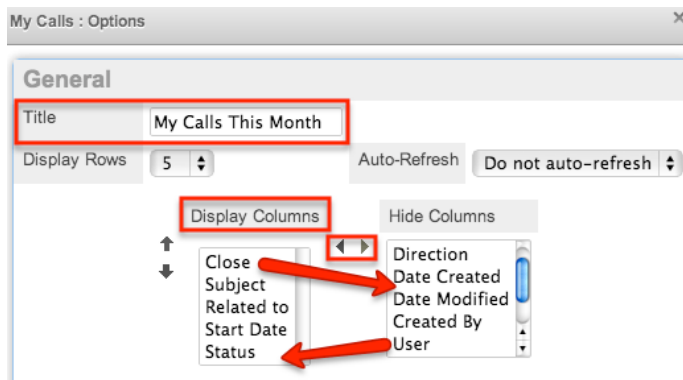 My Calls : Options
General
Title My Calls This Month
Display Rows 5 Auto-Refresh Do not auto-refresh
Display Columns Hide Columns
Close
Subject
Related to
Start Date
Status
Direction
Date Created
Date Modified
Created By
User